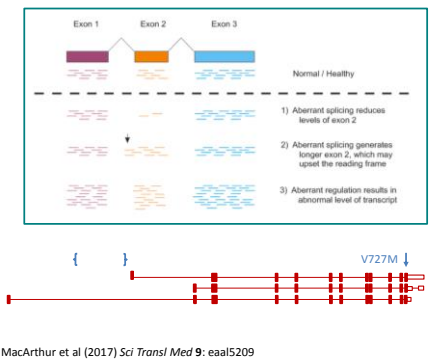 Exon 1 Exon 2 Exon 3
Normal / Healthy
1) Aberrant splicing reduces
levels of exon 2
2) Aberrant splicing generates
longer exon 2, which may
upset the reading frame
3) Aberrant regulation results in
abnormal level of transcript
{ } V727M
MacArthur et al (2017) Sci Transl Med 9: eaal5209